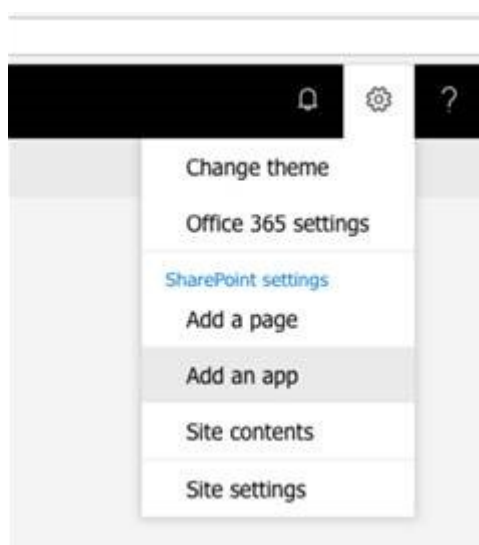 ?
Change theme
Office 365 settings
SharePoint settings
Add a page
Add an app
Site contents
Site settings